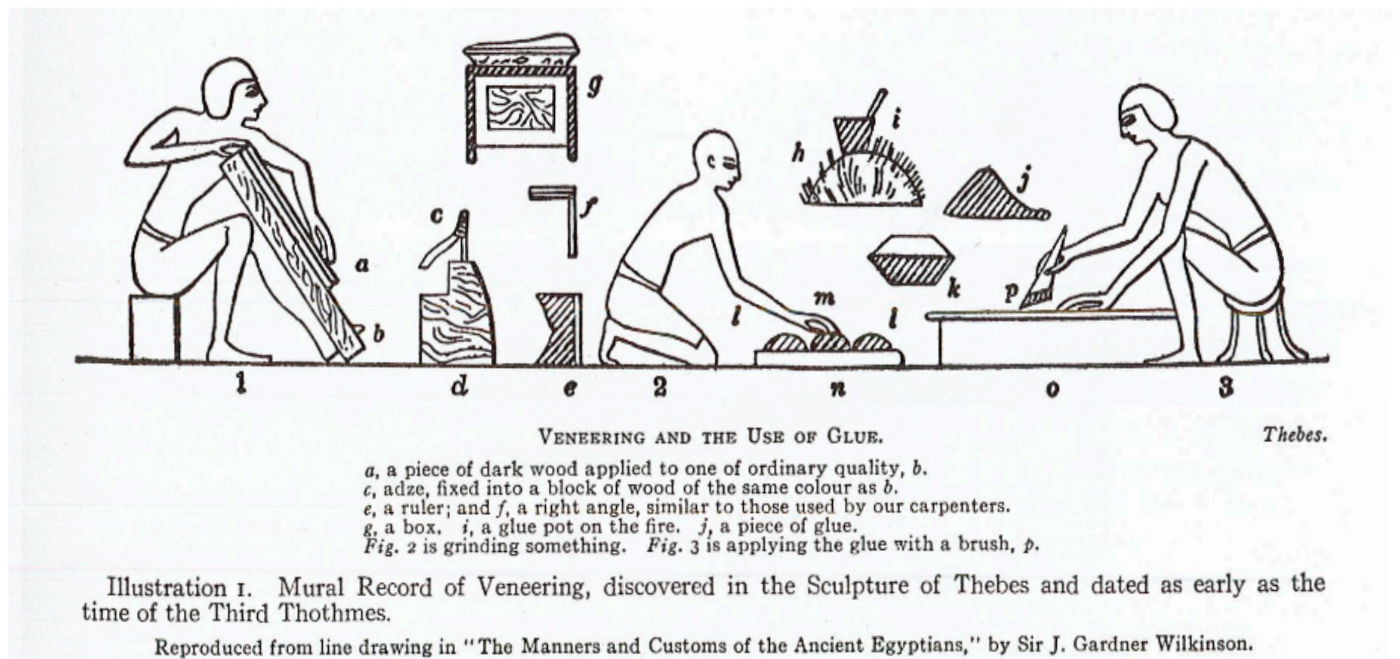 g
i
h
j
c
f
a
k
p
m
l
l
b
1
d
e
2
n
o
3
VENEERING AND THE USE OF GLUE.
Thebes.
a, a piece of dark wood applied to one of ordinary quality, b.
c, adze, fixed into a block of wood of the same colour as b.
e, a ruler; and f, a right angle, similar to those used by our carpenters.
g, a box. i, a glue pot on the fire. j, a piece of glue.
Fig. 2 is grinding something. Fig. 3 is applying the glue with a brush, p.
Illustration 1. Mural Record of Veneering, discovered in the Sculpture of Thebes and dated as early as the
time of the Third Thothmes.
Reproduced from line drawing in "The Manners and Customs of the Ancient Egyptians," by Sir J. Gardner Wilkinson.